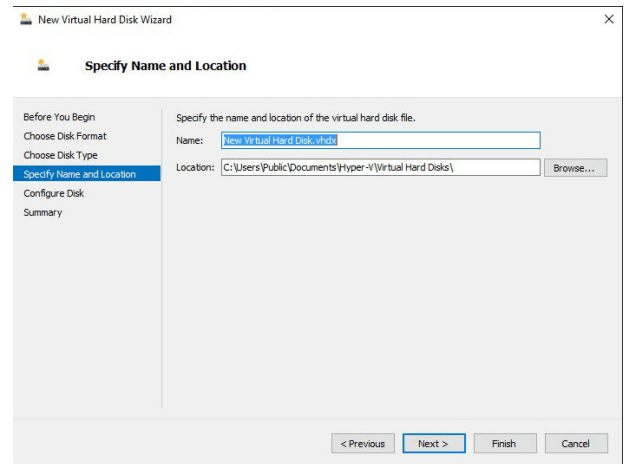 New Virtual Hard Disk Wizard
Specify Name and Location
Before You Begin
Choose Disk Format
Choose Disk Type
Specify Name and Location
Configure Disk
Summary
Specify the name and location of the virtual hard disk file.
Name: New Virtual Hard Disk.vhdx
Location: C:\Users\Public\Documents\Hyper-V\Virtual Hard Disks\ Browse...
< Previous Next > Finish Cancel